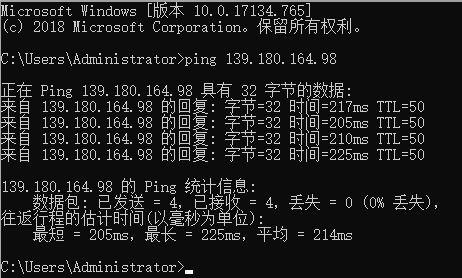 Microsoft Windows [版本 10.0.17134.765]
(c) 2018 Microsoft Corporation。保留所有权利。
C:\Users\Administrator>ping 139.180.164.98
正在 Ping 139.180.164.98 具有 32 字节的数据:
来自 139.180.164.98 的回复: 字节=32 时间=217ms TTL=50
来自 139.180.164.98 的回复: 字节=32 时间=205ms TTL=50
来自 139.180.164.98 的回复: 字节=32 时间=210ms TTL=50
来自 139.180.164.98 的回复: 字节=32 时间=225ms TTL=50
139.180.164.98 的 Ping 统计信息:
数据包: 已发送 = 4，已接收 = 4，丢失 = 0 (0% 丢失)，
往返行程的估计时间(以毫秒为单位):
最短 = 205ms，最长 = 225ms，平均 = 214ms
C:\Users\Administrator>